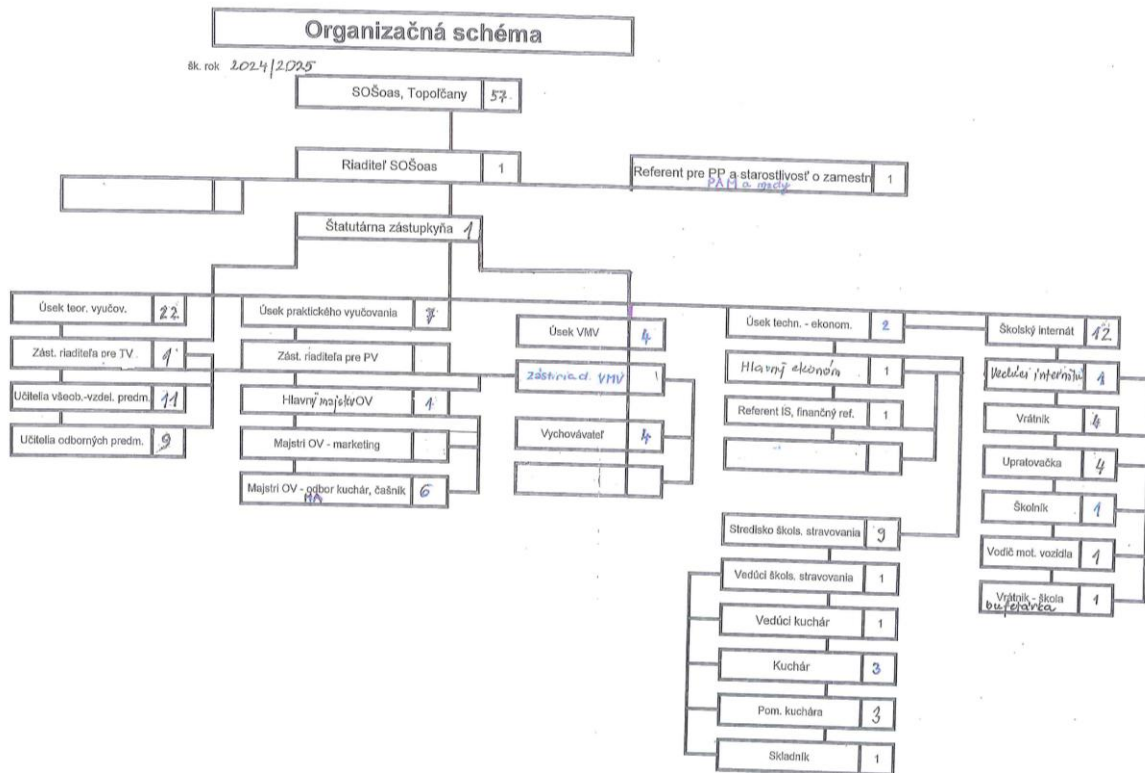 Organizačná schéma
šk. rok 2024/2025
SOŠoas, Topoľčany 57
Riaditeľ SOŠoas 1
Referent pre PP a starostlivosť o zamestn 1
PAM a mzdy
Štatutárna zástupkyňa 1
Úsek teor. vyučov. 22
Zást. riaditeľa pre TV 1
Učitelia všeob.-vzdel. predm. 11
Učitelia odborných predm. 9
Úsek praktického vyučovania 7
Zást. riaditeľa pre PV
Hlavný majster OV 1
Majstri OV - marketing
Majstri OV - odbor kuchár, čašník 6
MA
Úsek VMV 4
zást.riad. VMV
Vychovávateľ 4
Úsek techn. - ekonom. 2
Hlavný ekonóm 1
Referent IS, finančný ref. 1
Stredisko škols. stravovania 9
Vedúci škols. stravovania 1
Vedúci kuchár 1
Kuchár 3
Pom. kuchára 3
Skladník 1
Školský internát 12
Vedúci internátu 1
Vrátnik 4
Upratovačka 4
Školník 1
Vodič mot. vozidla 1
Vrátnik - škola 1
bufetárka